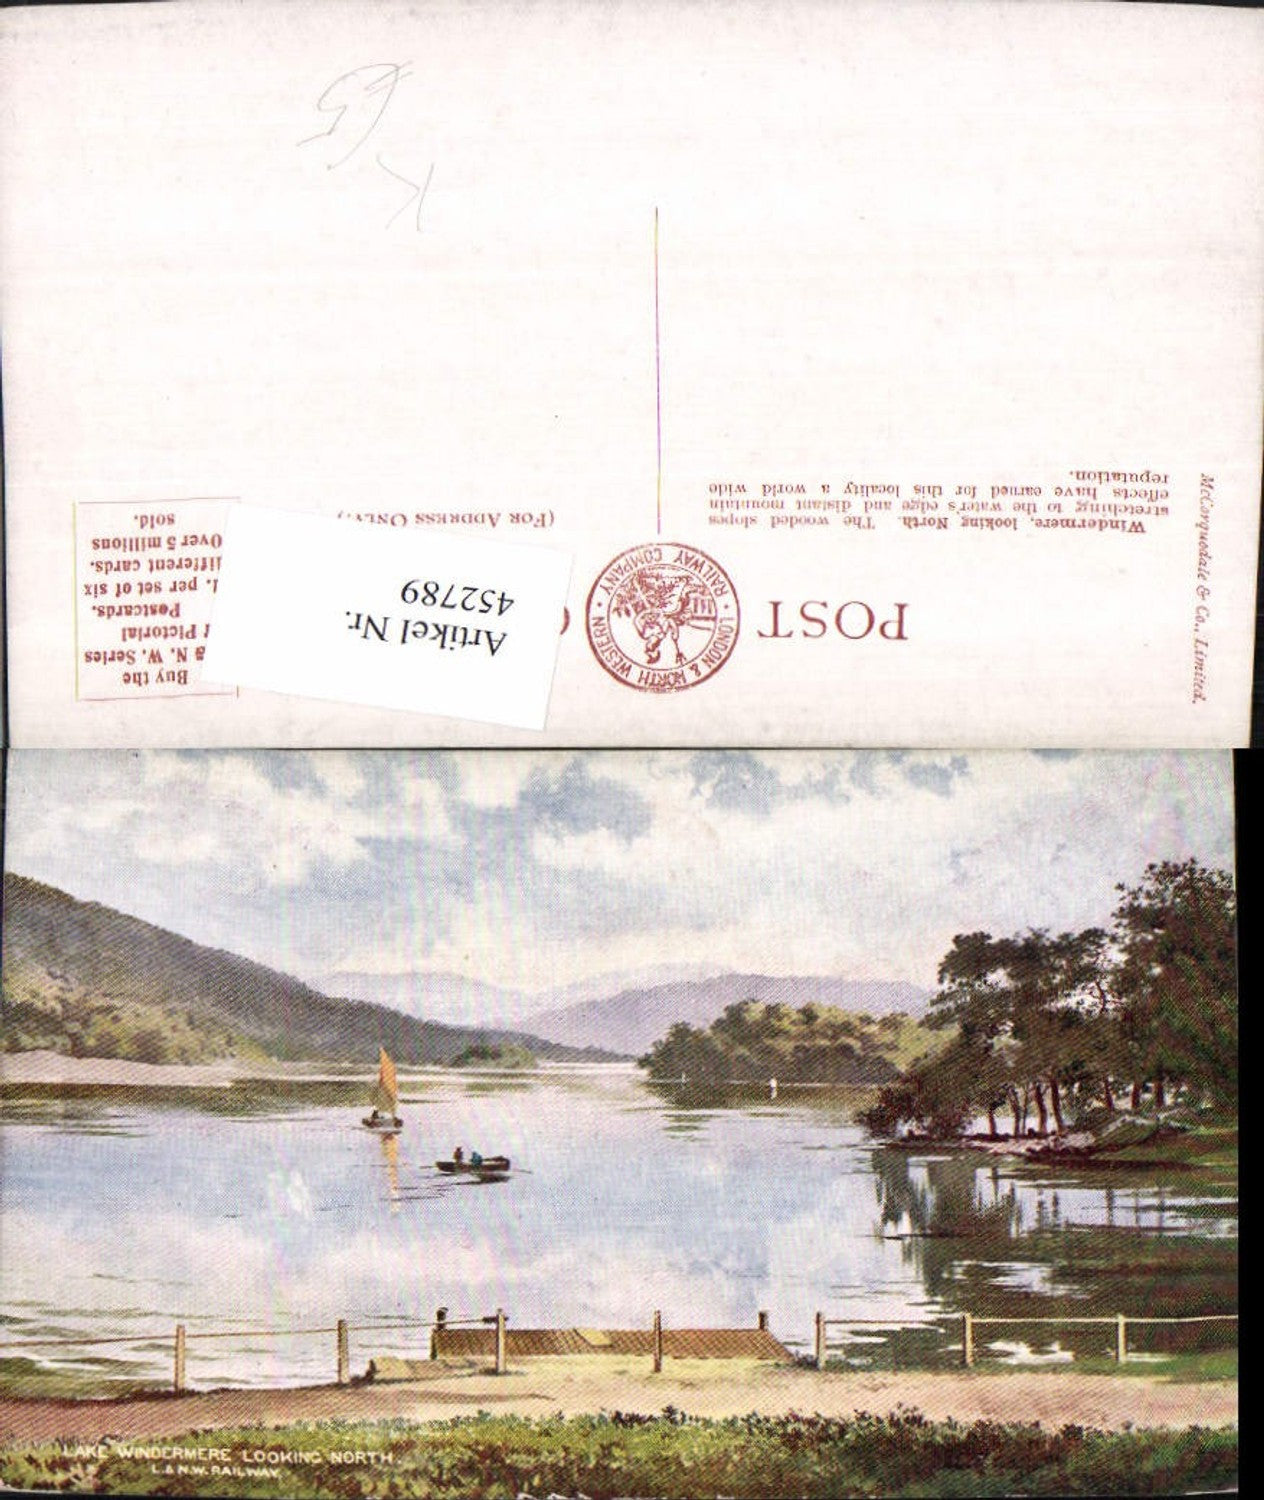 POST C
LONDON & NORTH WESTERN • RAILWAY COMPANY •
Artikel Nr.
452789
Buy the
& N. W. Series
Pictorial
Postcards.
1. per set of six
different cards.
Over 5 millions
sold.
(FOR ADDRESS ONLY.)
McCorquodale & Co., Limited.
Windermere, looking North. The wooded slopes
stretching to the water's edge and distant mountain
effects have earned for this locality a world wide
reputation.
LAKE WINDERMERE LOOKING NORTH.
L. & N.W. RAILWAY.